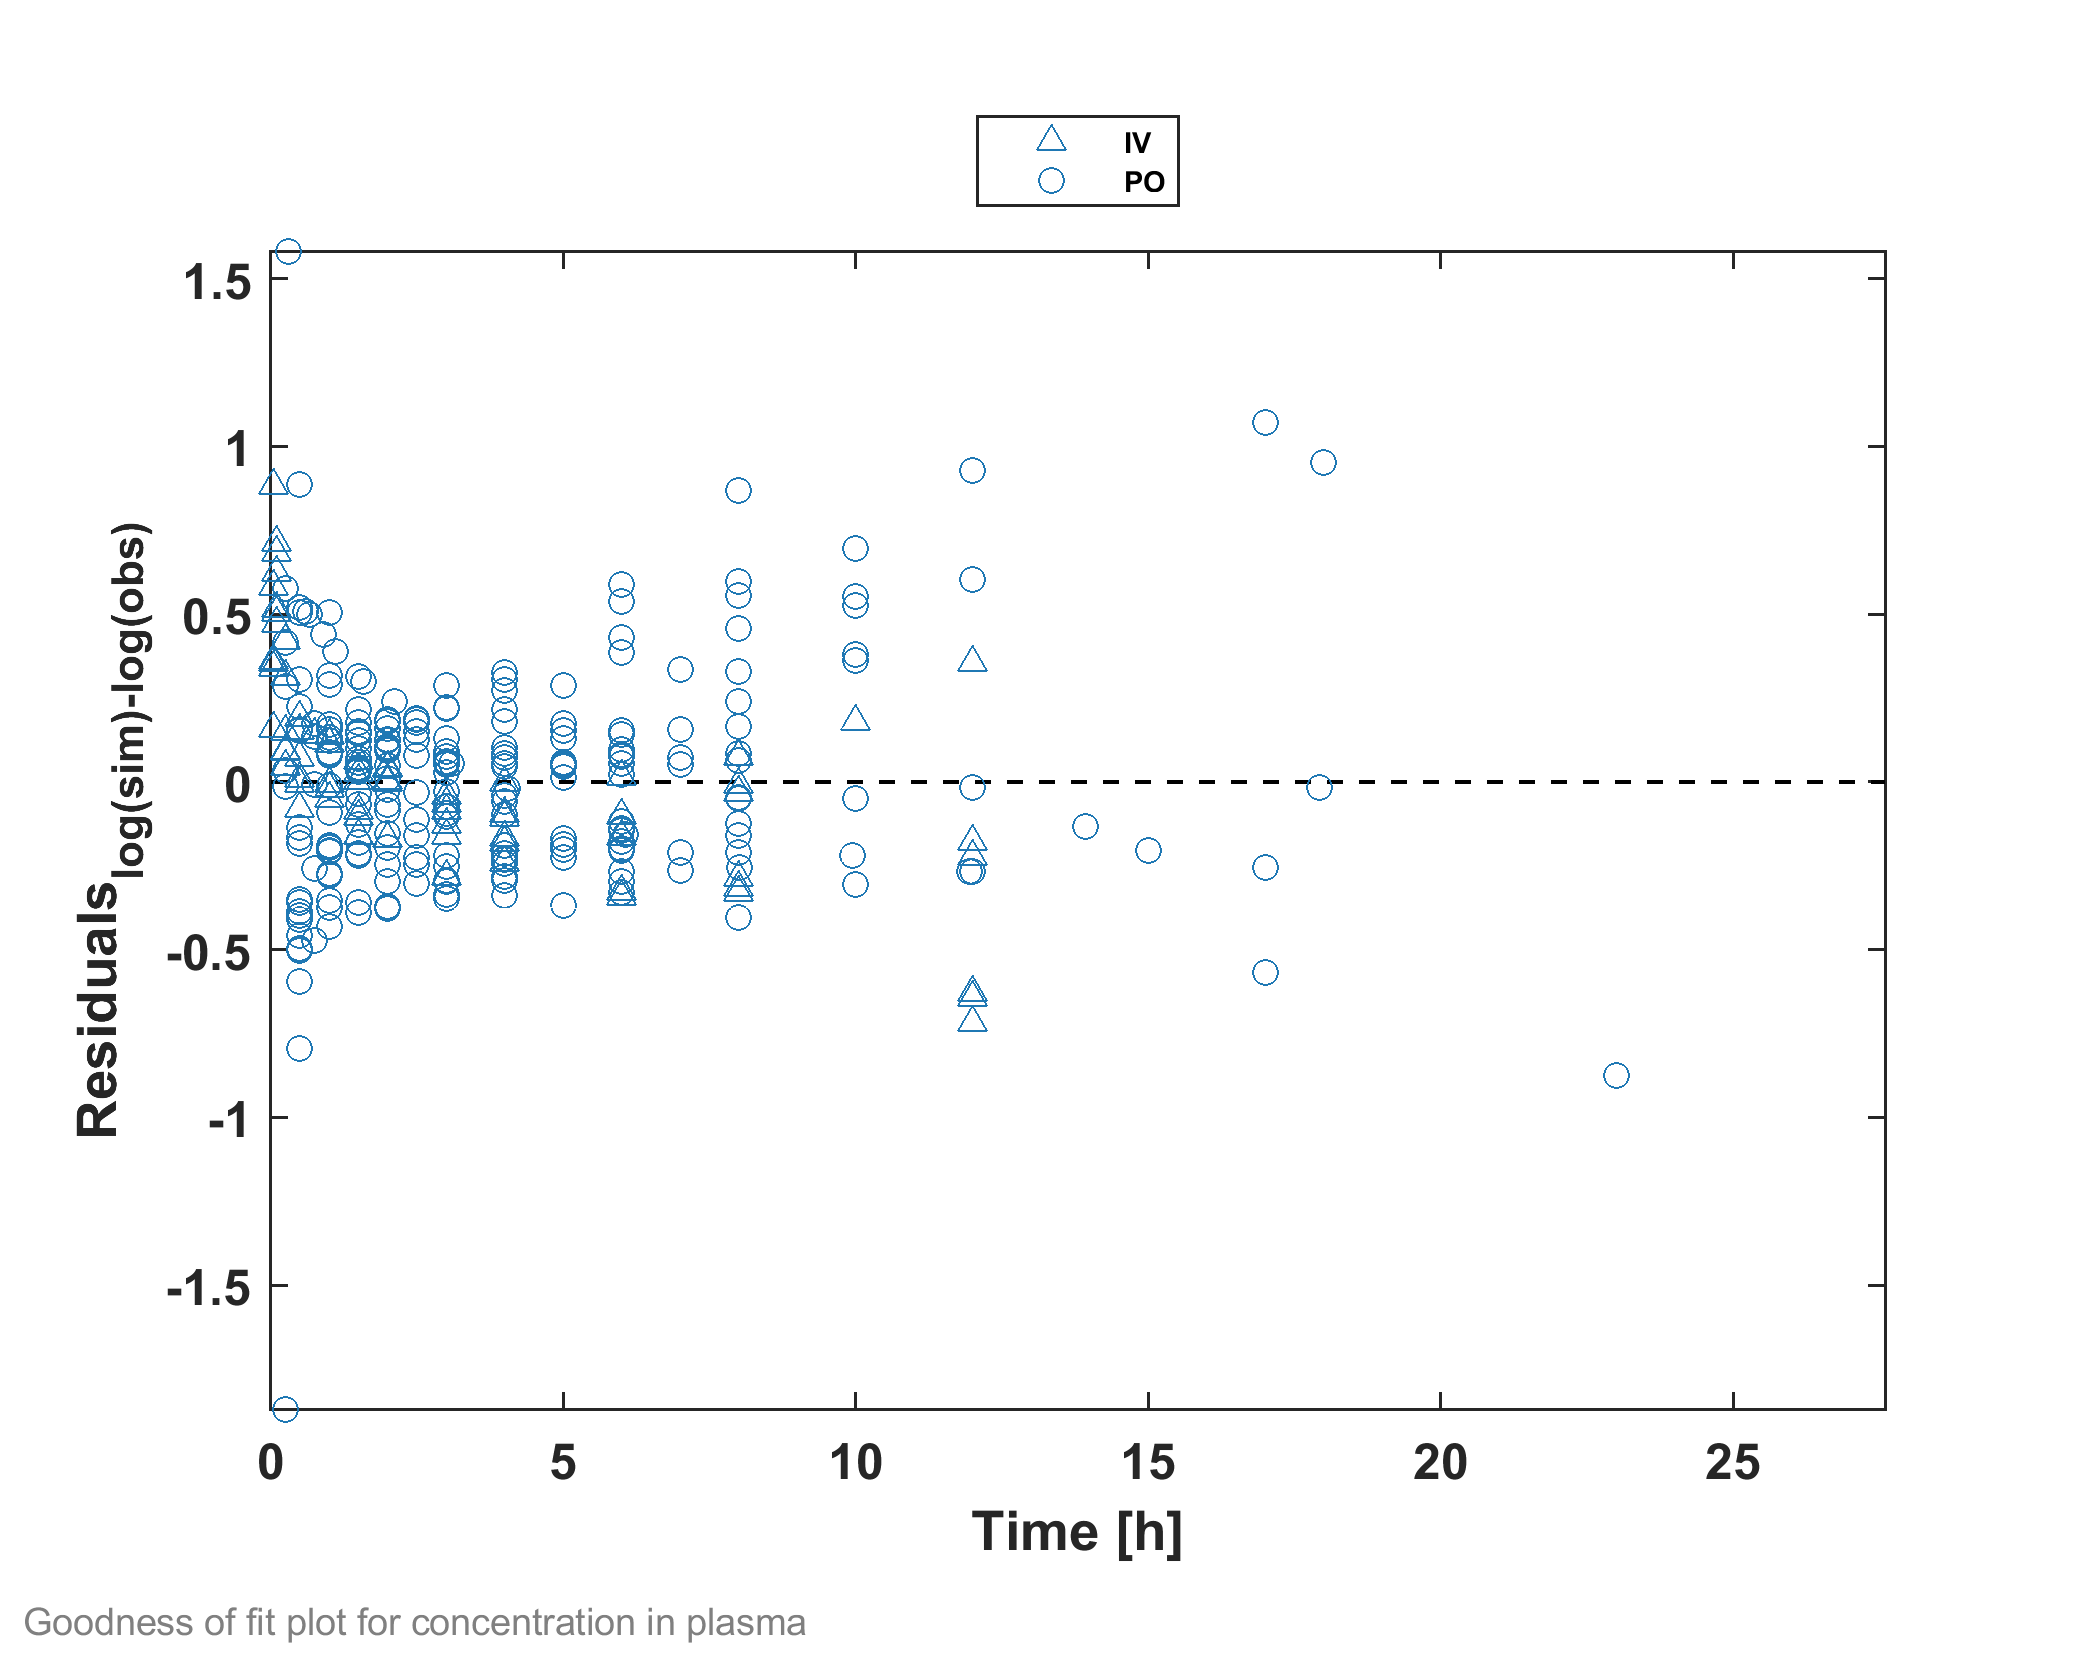 IV
PO
1.5
1
0.5
0
-0.5
-1
-1.5
Residuals log(sim)-log(obs)
0 5 10 15 20 25
Time [h]
Goodness of fit plot for concentration in plasma